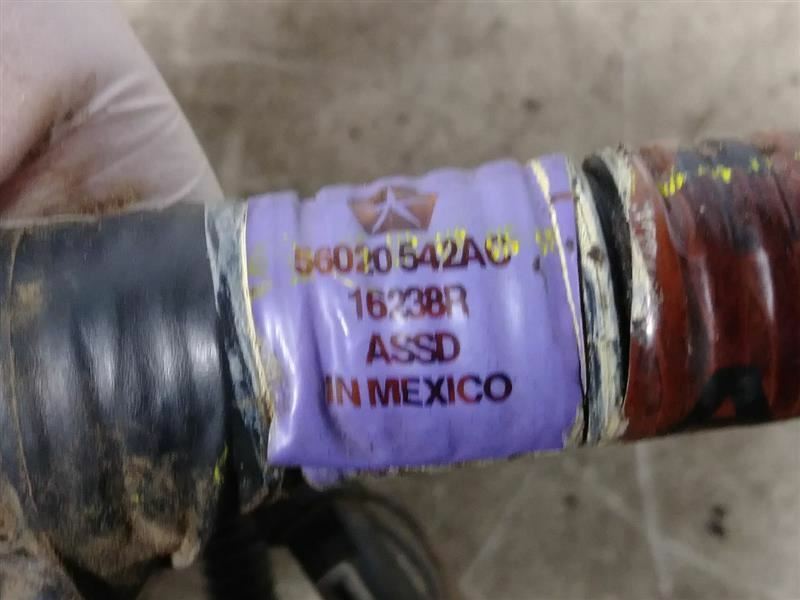 56020542AC
16238R
ASSD
IN MEXICO